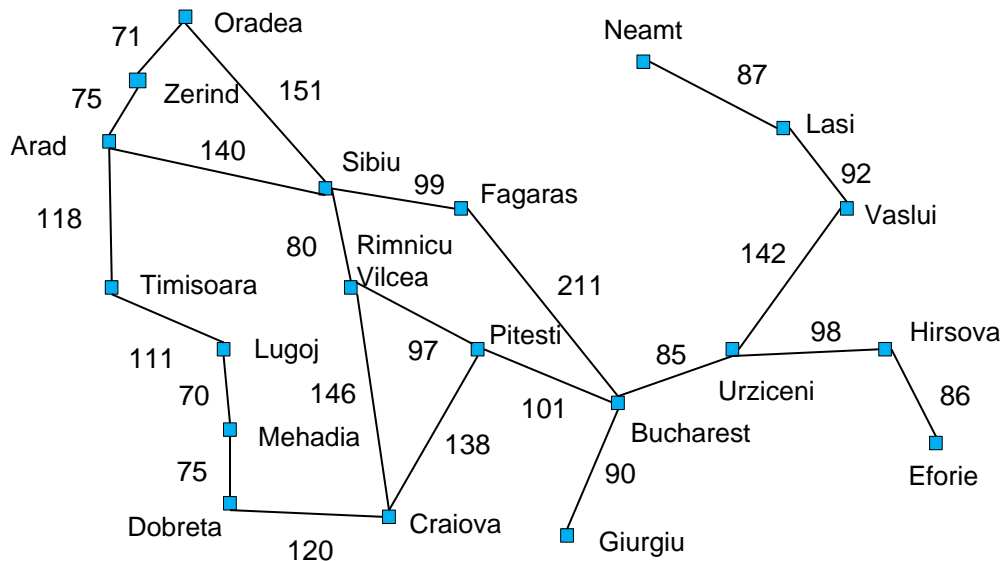 Oradea
71
Neamt
87
Zerind
75
151
Lasi
Arad
140
Sibiu
92
99
Fagaras
Vaslui
118
80
Rimnicu
Vilcea
142
Timisoara
211
Hirsova
98
Pitesti
111
Lugoj
97
85
Urziceni
70
146
101
86
Mehadia
138
Bucharest
75
90
Eforie
Dobreta
Craiova
120
Giurgiu